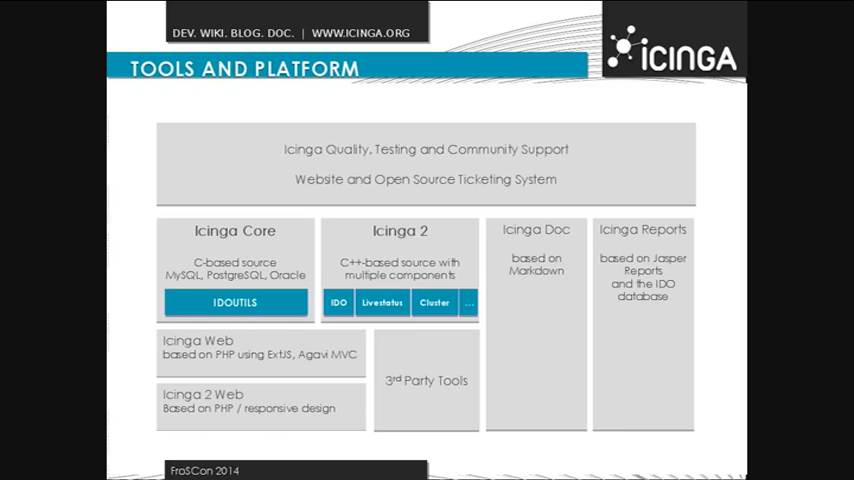 DEV. WIKI. BLOG. DOC. | WWW.ICINGA.ORG
ICINGA
TOOLS AND PLATFORM
Icinga Quality, Testing and Community Support
Website and Open Source Ticketing System
Icinga Core
C-based source
MySQL, PostgreSQL, Oracle
IDOUTILS
Icinga 2
C++-based source with
multiple components
IDO
Livestatus
Cluster
...
Icinga Doc
based on
Markdown
Icinga Reports
based on Jasper
Reports
and the IDO
database
Icinga Web
based on PHP using ExtJS, Agavi MVC
Icinga 2 Web
Based on PHP / responsive design
3rd Party Tools
FroSCon 2014